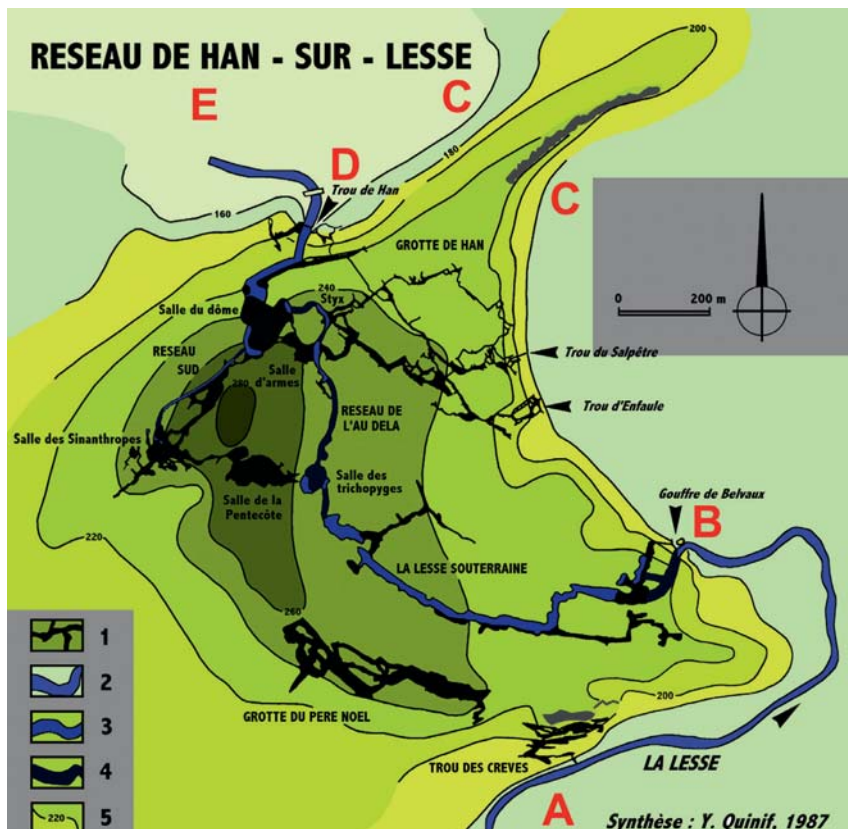 RESEAU DE HAN - SUR - LESSE
200
E
C
180
D
Trou de Han
C
160
GROTTE DE HAN
0
200 m
240
Styx
Salle du dôme
RESEAU
SUD
Salle
d'armes
Trou du Salpêtre
280
RESEAU DE
L'AU DELA
Trou d'Enfaule
Salle des Sinanthropes
Salle des
trichopyges
Salle de la
Pentecôte
Gouffre de Belvaux
B
220
LA LESSE SOUTERRAINE
260
1
2
200
GROTTE DU PERE NOEL
3
TROU DES CREVES
LA LESSE
4
A
220
5
Synthèse : Y. Quinif, 1987